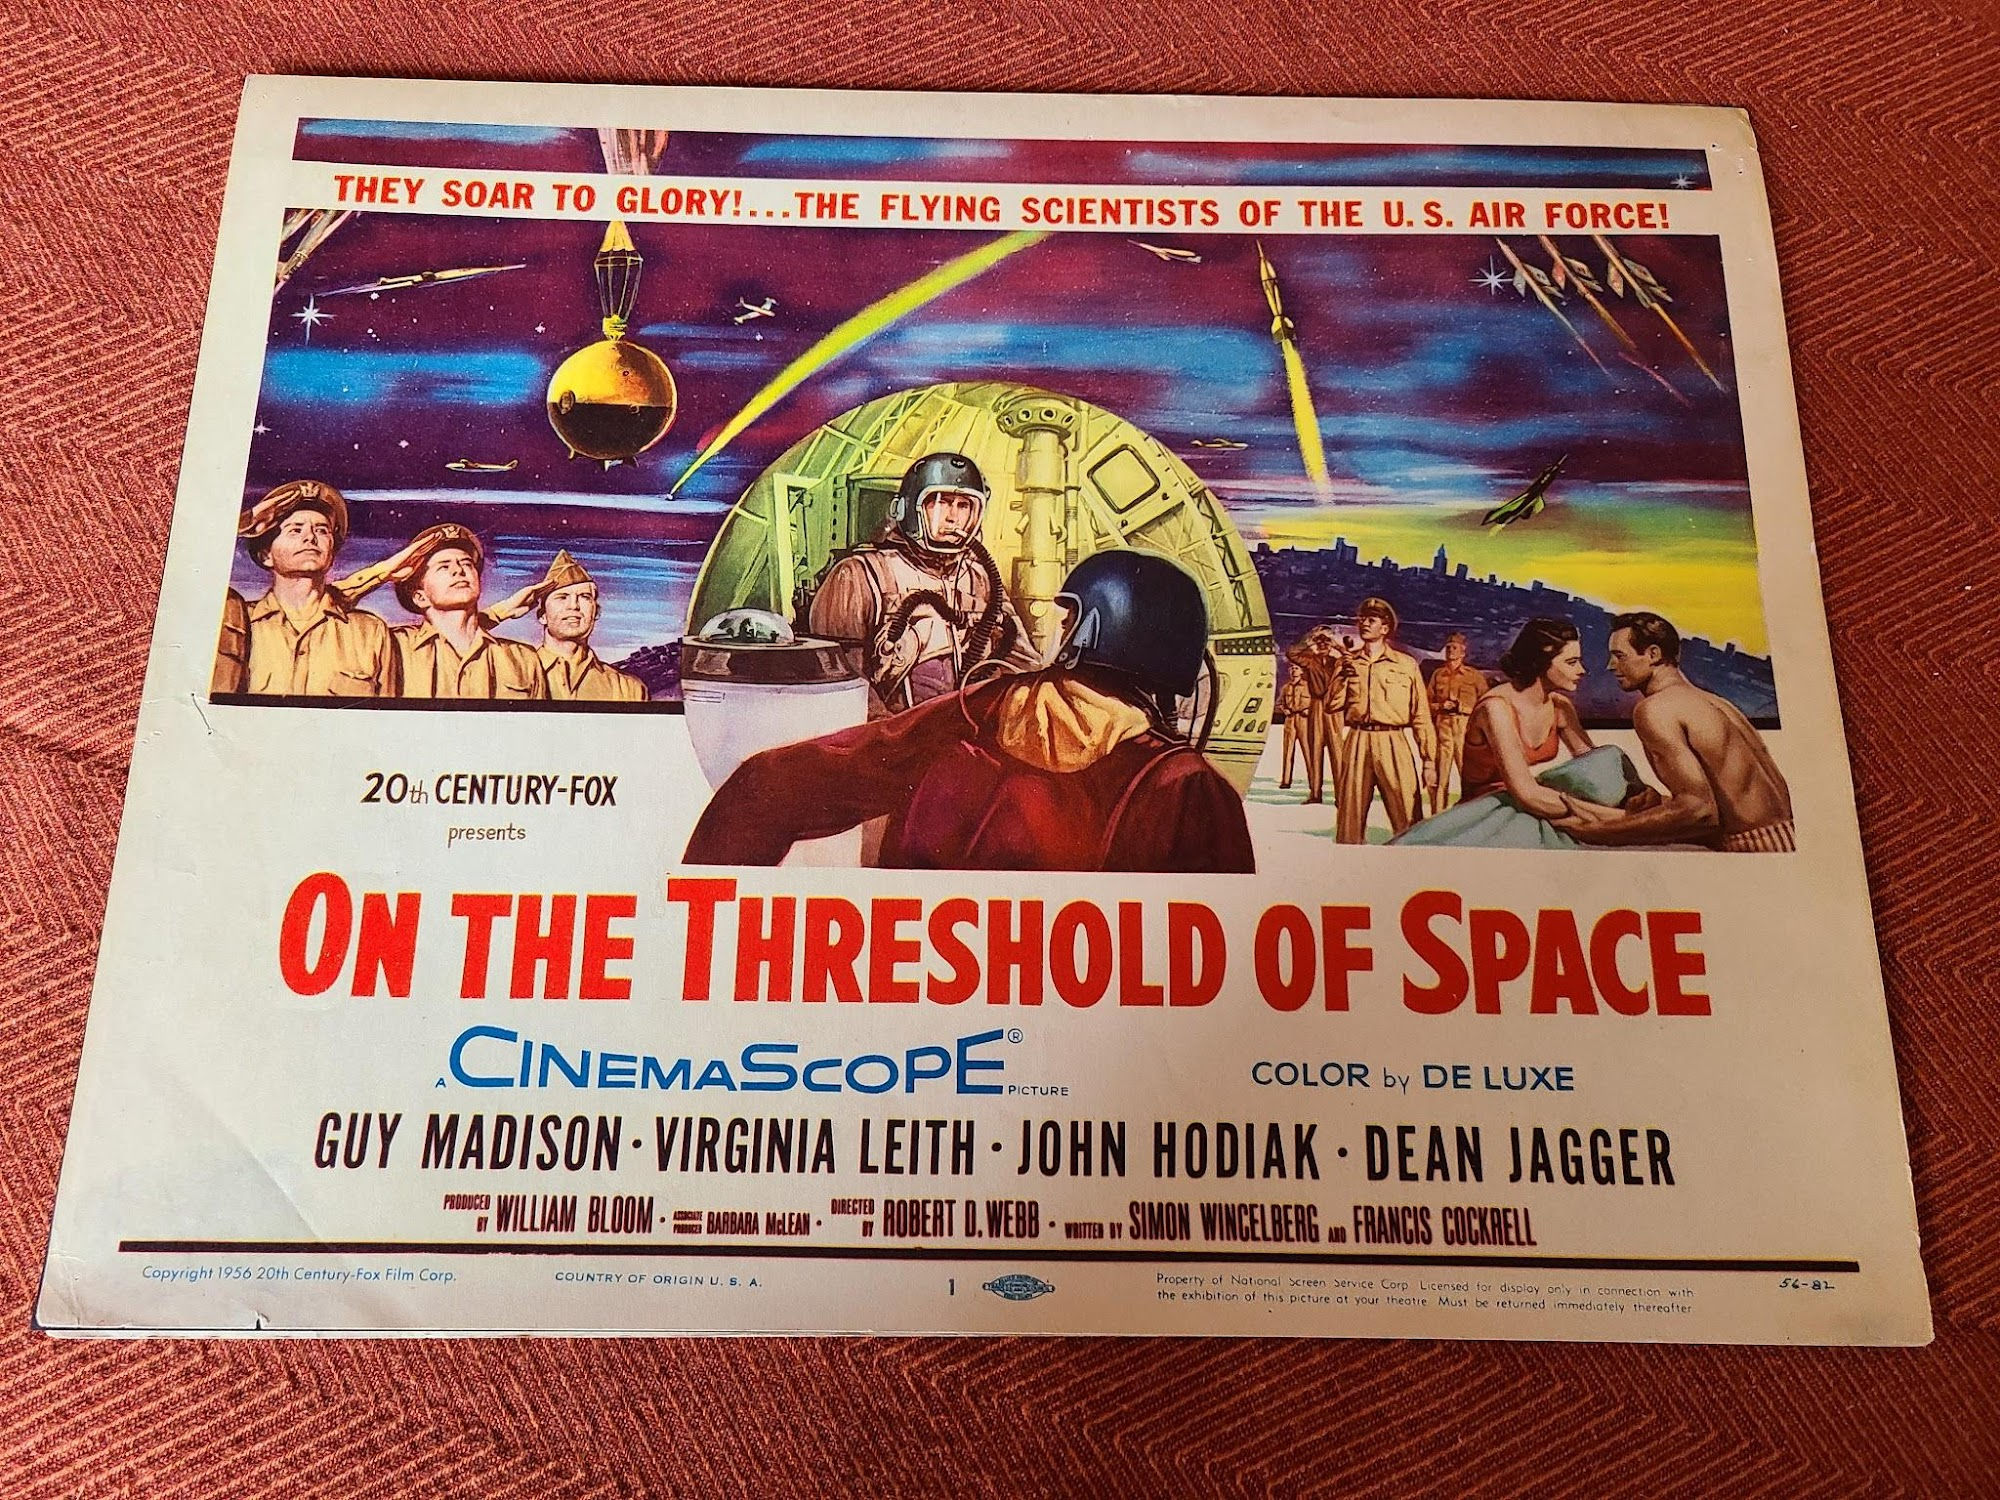 THEY SOAR TO GLORY!...THE FLYING SCIENTISTS OF THE U.S. AIR FORCE!
20th CENTURY-FOX
presents
ON THE THRESHOLD OF SPACE
A CINEMASCOPE® PICTURE
COLOR by DE LUXE
GUY MADISON • VIRGINIA LEITH • JOHN HODIAK • DEAN JAGGER
PRODUCED BY WILLIAM BLOOM • ASSOCIATE PRODUCER BARBARA McLEAN • DIRECTED BY ROBERT D. WEBB • WRITTEN BY SIMON WINCELBERG AND FRANCIS COCKRELL
Copyright 1956 20th Century-Fox Film Corp.
COUNTRY OF ORIGIN U. S. A.
1
Property of National Screen Service Corp. Licensed for display only in connection with
the exhibition of this picture at your theatre. Must be returned immediately thereafter
56-82